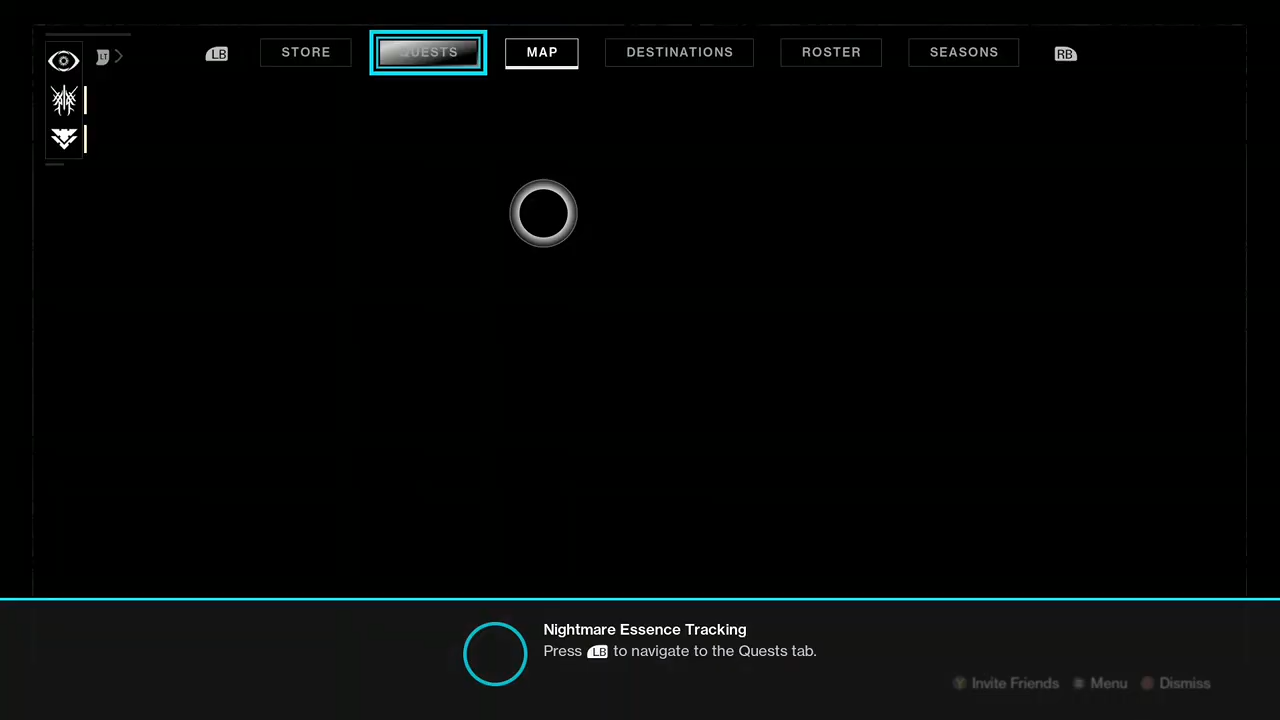 LT
LB
STORE
QUESTS
MAP
DESTINATIONS
ROSTER
SEASONS
RB
Nightmare Essence Tracking
Press LB to navigate to the Quests tab.
Y Invite Friends
Menu
Dismiss